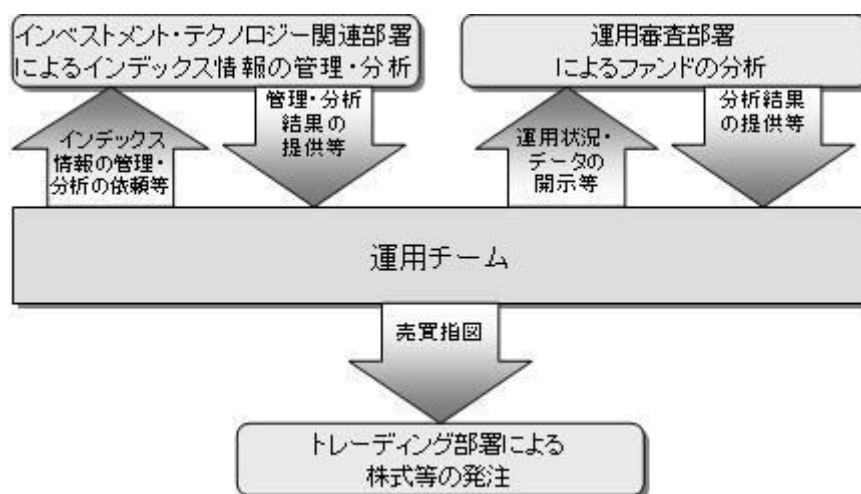 インベストメント・テクノロジー関連部署
によるインデックス情報の管理・分析
運用審査部署
によるファンドの分析
インデックス
情報の管理・
分析の依頼等
管理・分析
結果の
提供等
運用状況・
データの
開示等
分析結果
の提供等
運用チーム
売買指図
トレーディング部署による
株式等の発注